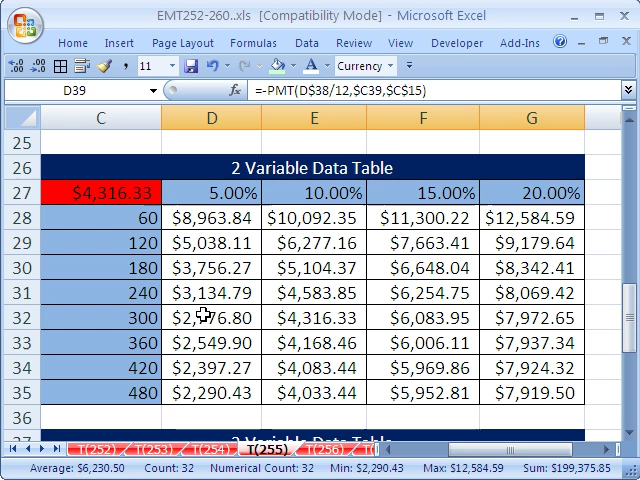 EMT252-260..xls [Compatibility Mode] - Microsoft Excel
Home Insert Page Layout Formulas Data Review View Developer Add-Ins
11 Currency
D39 fx =-PMT(D$38/12,$C39,$C$15)
C D E F G
25
26 2 Variable Data Table
27 $4,316.33 5.00% 10.00% 15.00% 20.00%
28 60 $8,963.84 $10,092.35 $11,300.22 $12,584.59
29 120 $5,038.11 $6,277.16 $7,663.41 $9,179.64
30 180 $3,756.27 $5,104.37 $6,648.04 $8,342.41
31 240 $3,134.79 $4,583.85 $6,254.75 $8,069.42
32 300 $2,776.80 $4,316.33 $6,083.95 $7,972.65
33 360 $2,549.90 $4,168.46 $6,006.11 $7,937.34
34 420 $2,397.27 $4,083.44 $5,969.86 $7,924.32
35 480 $2,290.43 $4,033.44 $5,952.81 $7,919.50
36
2 Variable Data Table
T(252) T(253) T(254) T(255) T(256)
Average: $6,230.50 Count: 32 Numerical Count: 32 Min: $2,290.43 Max: $12,584.59 Sum: $199,375.85